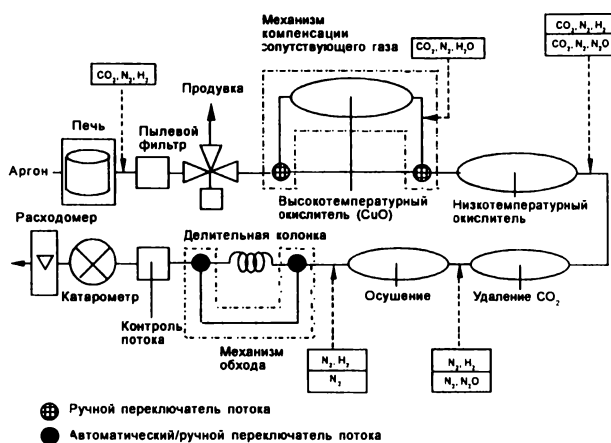 Механизм
компенсации
сопутствующего газа
CO₂, N₂, H₂O
CO₂, N₂, H₂
CO₂, N₂, N₂O
CO₂, N₂, H₂
Продувка
Печь
Пылевой
фильтр
Аргон
Высокотемпературный
окислитель (CuO)
Низкотемпературный
окислитель
Расходомер
Делительная колонка
Катарометр
Осушение
Удаление CO₂
Контроль
потока
Механизм
обхода
N₂, H₂
N₂
N₂, H₂
N₂, N₂O
Ручной переключатель потока
Автоматический/ручной переключатель потока